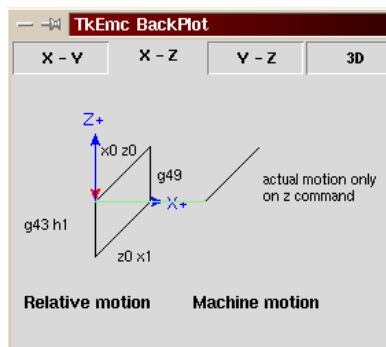 TkEmc BackPlot
X - Y
X - Z
Y - Z
3D
Z+
x0 z0
g49
X+
actual motion only
on z command
g43 h1
z0 x1
Relative motion
Machine motion